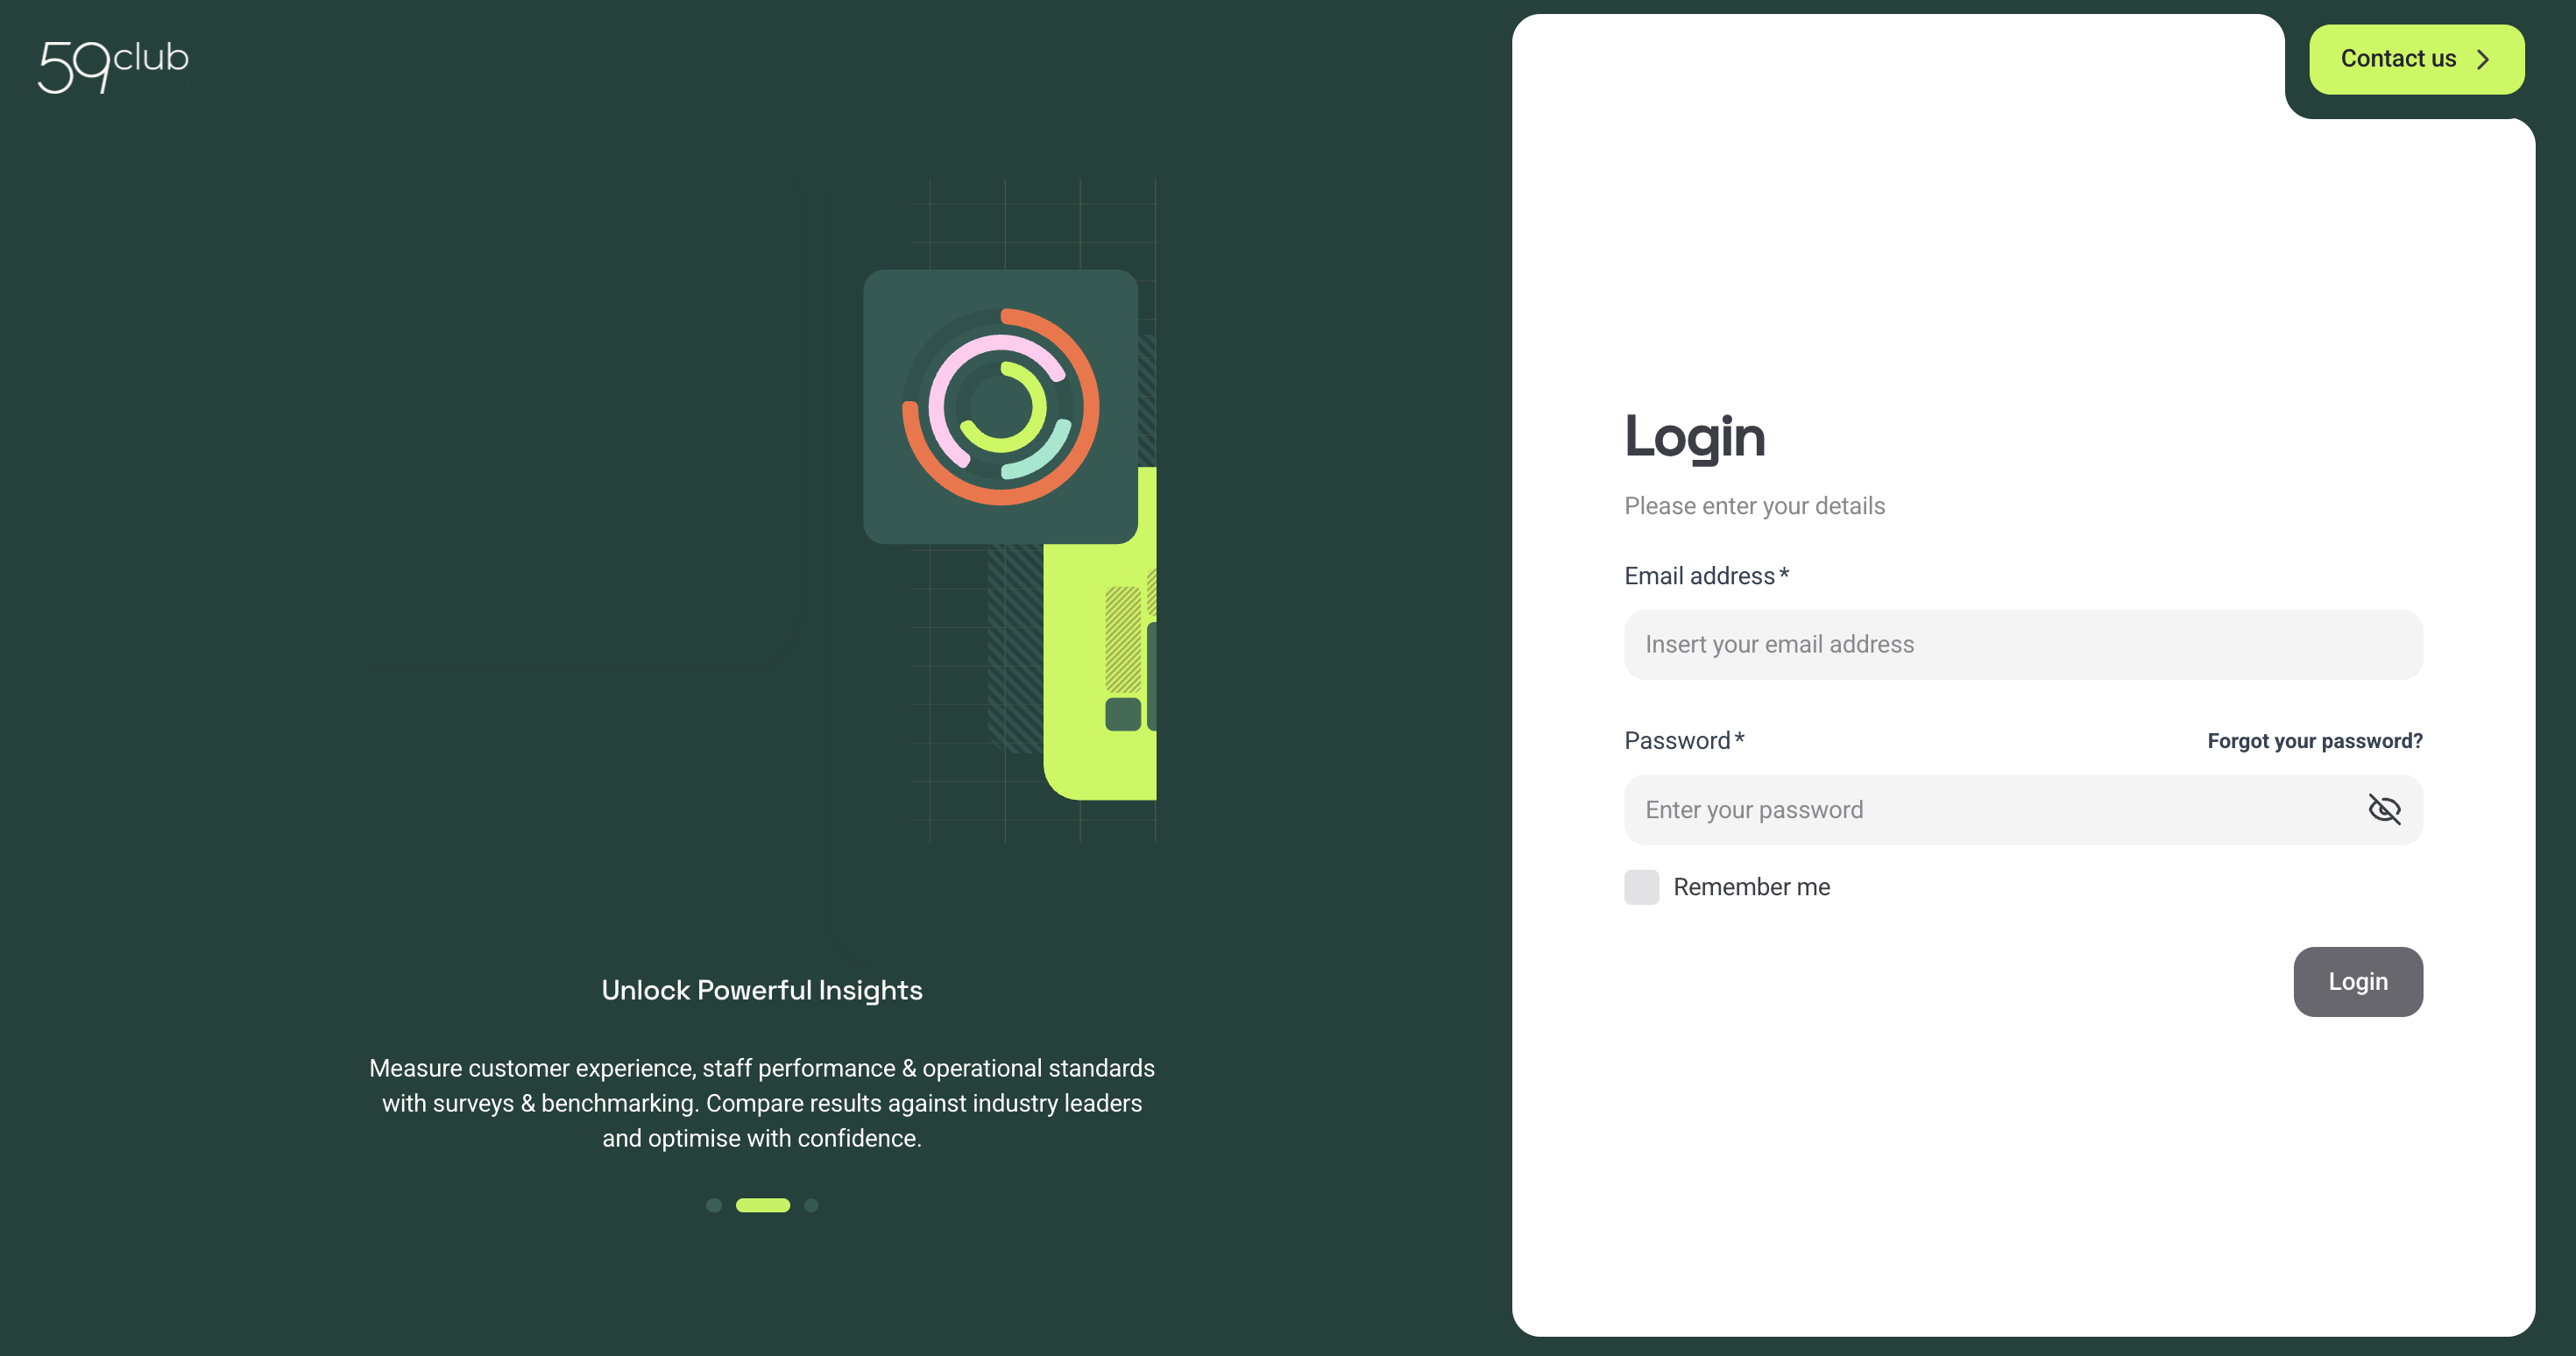 59club
Contact us
Login
Please enter your details
Email address*
Insert your email address
Password*
Forgot your password?
Enter your password
Remember me
Login
Unlock Powerful Insights
Measure customer experience, staff performance & operational standards
with surveys & benchmarking. Compare results against industry leaders
and optimise with confidence.